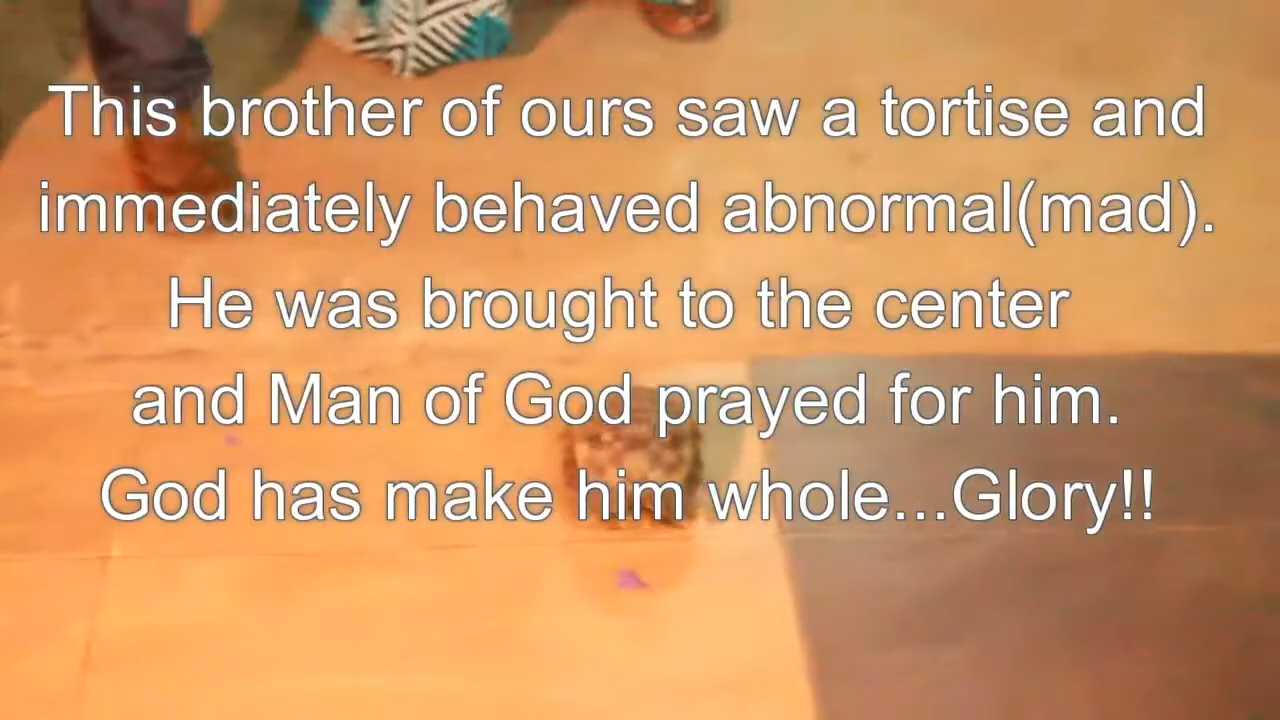 This brother of ours saw a tortise and
immediately behaved abnormal(mad).
He was brought to the center
and Man of God prayed for him.
God has make him whole...Glory!!